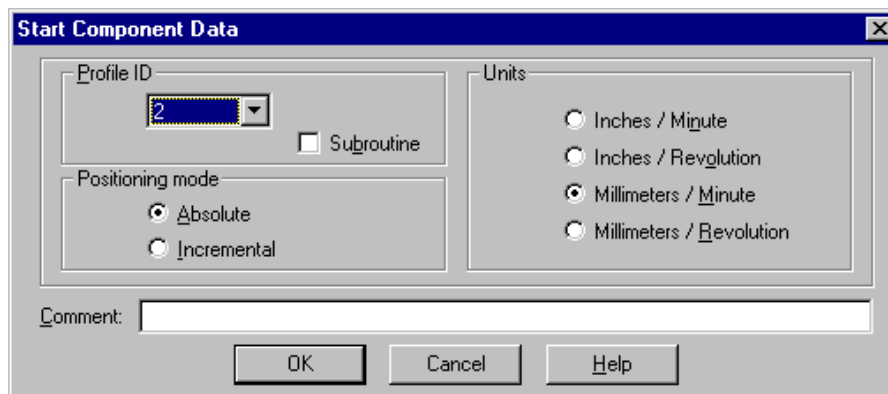 Start Component Data
Profile ID
2
Subroutine
Positioning mode
Absolute
Incremental
Units
Inches / Minute
Inches / Revolution
Millimeters / Minute
Millimeters / Revolution
Comment:
OK Cancel Help